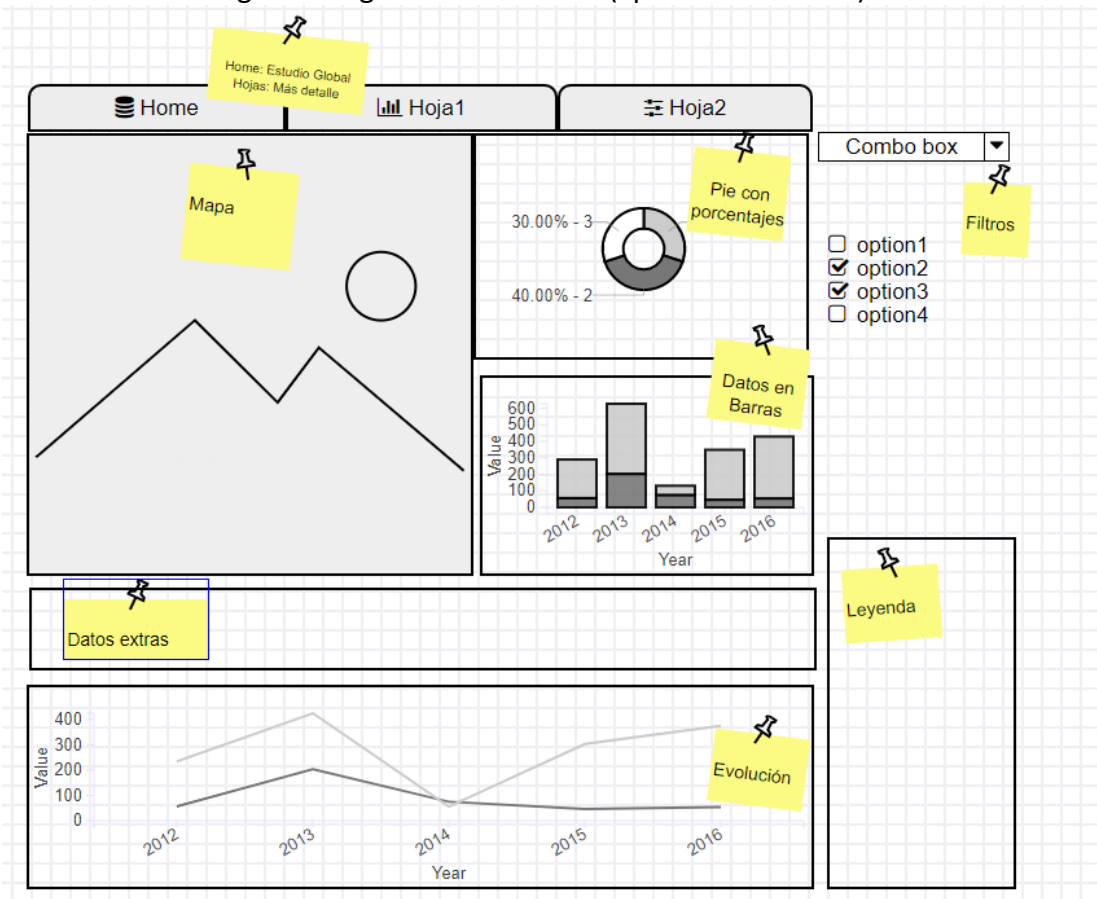 Home: Estudio Global
Hojas: Más detalle
Home
Hoja1
Hoja2
Combo box
Mapa
Pie con
porcentajes
30.00% - 3
40.00% - 2
Filtros
option1
option2
option3
option4
Datos en
Barras
600
500
400
300
200
100
0
Value
2012
2013
2014
2015
2016
Year
Datos extras
Leyenda
400
300
200
100
0
Value
Evolución
2012
2013
2014
2015
2016
Year